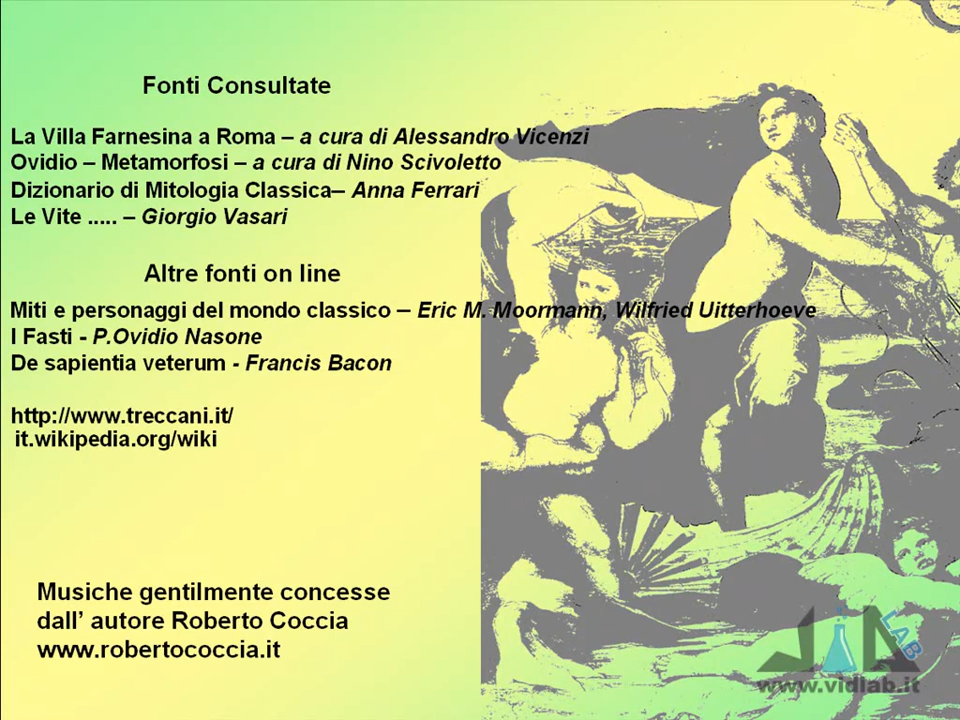 Fonti Consultate
La Villa Farnesina a Roma – a cura di Alessandro Vicenzi
Ovidio – Metamorfosi – a cura di Nino Scivoletto
Dizionario di Mitologia Classica– Anna Ferrari
Le Vite ..... – Giorgio Vasari
Altre fonti on line
Miti e personaggi del mondo classico – Eric M. Moormann, Wilfried Uitterhoeve
I Fasti - P.Ovidio Nasone
De sapientia veterum - Francis Bacon
http://www.treccani.it/
it.wikipedia.org/wiki
Musiche gentilmente concesse
dall’ autore Roberto Coccia
www.robertococcia.it
LAB
www.vidlab.it